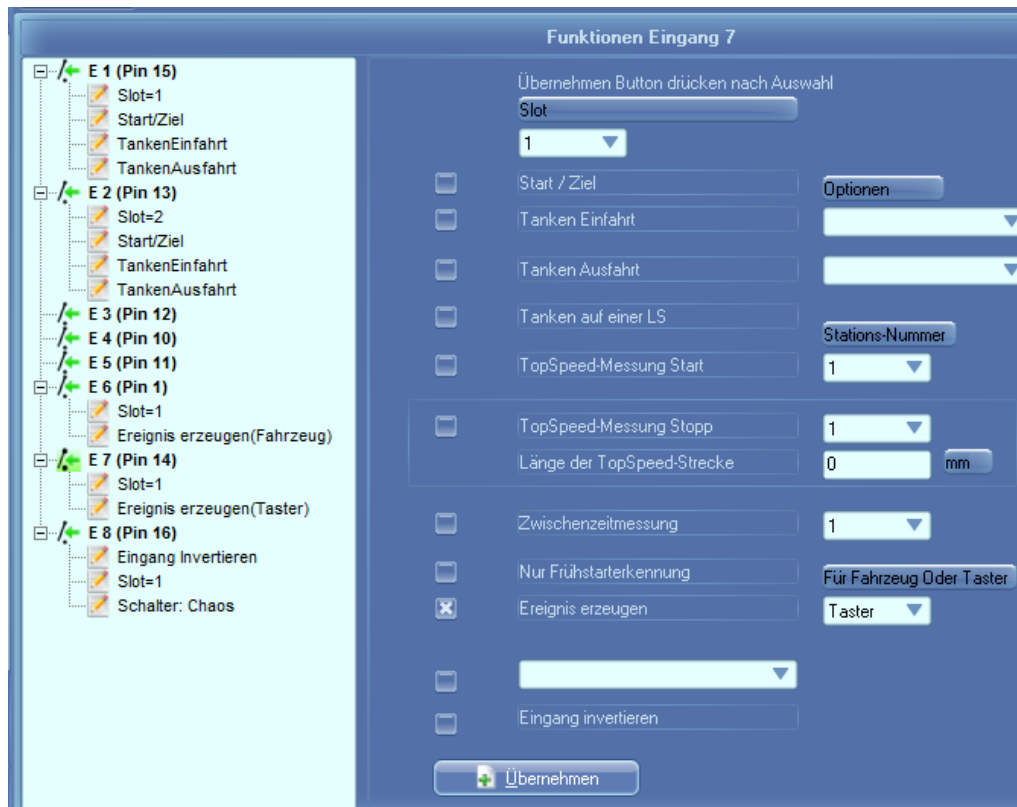 Funktionen Eingang 7
E 1 (Pin 15)
Slot=1
Start/Ziel
TankenEinfahrt
TankenAusfahrt
E 2 (Pin 13)
Slot=2
Start/Ziel
TankenEinfahrt
TankenAusfahrt
E 3 (Pin 12)
E 4 (Pin 10)
E 5 (Pin 11)
E 6 (Pin 1)
Slot=1
Ereignis erzeugen(Fahrzeug)
E 7 (Pin 14)
Slot=1
Ereignis erzeugen(Taster)
E 8 (Pin 16)
Eingang Invertieren
Slot=1
Schalter: Chaos
Übernehmen Button drücken nach Auswahl
Slot
1
Start / Ziel
Optionen
Tanken Einfahrt
Tanken Ausfahrt
Tanken auf einer LS
Stations-Nummer
TopSpeed-Messung Start
1
TopSpeed-Messung Stopp
1
Länge der TopSpeed-Strecke
0
mm
Zwischenzeitmessung
1
Nur Frühstarterkennung
Für Fahrzeug Oder Taster
Ereignis erzeugen
Taster
Eingang invertieren
Übernehmen